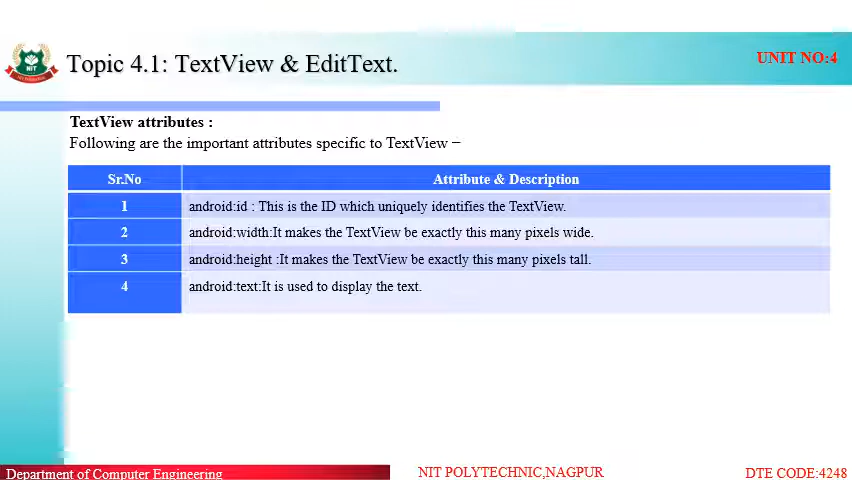 Topic 4.1: TextView & EditText.
UNIT NO:4
TextView attributes :
Following are the important attributes specific to TextView −
Sr.No Attribute & Description
1 android:id : This is the ID which uniquely identifies the TextView.
2 android:width:It makes the TextView be exactly this many pixels wide.
3 android:height :It makes the TextView be exactly this many pixels tall.
4 android:text:It is used to display the text.
Department of Computer Engineering
NIT POLYTECHNIC,NAGPUR
DTE CODE:4248